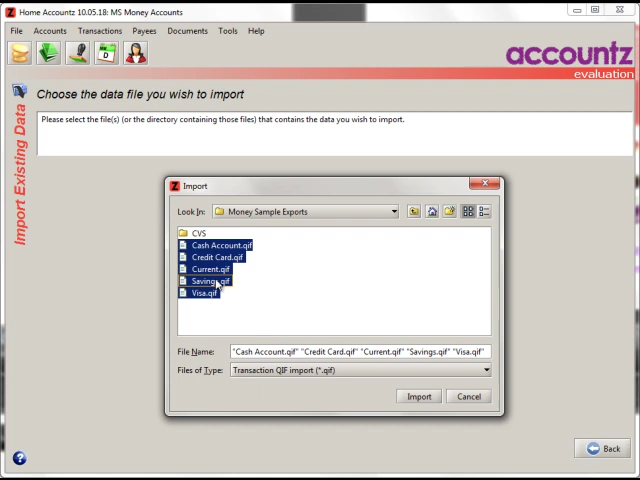 Home Accountz 10.05.18: MS Money Accounts
File Accounts Transactions Payees Documents Tools Help
D
accountz
evaluation
Import Existing Data
Choose the data file you wish to import
Please select the file(s) (or the directory containing those files) that contains the data you wish to import.
Import
Look In: Money Sample Exports
CVS
Cash Account.qif
Credit Card.qif
Current.qif
Savings.qif
Visa.qif
File Name: "Cash Account.qif" "Credit Card.qif" "Current.qif" "Savings.qif" "Visa.qif"
Files of Type: Transaction QIF import (*.qif)
Import Cancel
Back